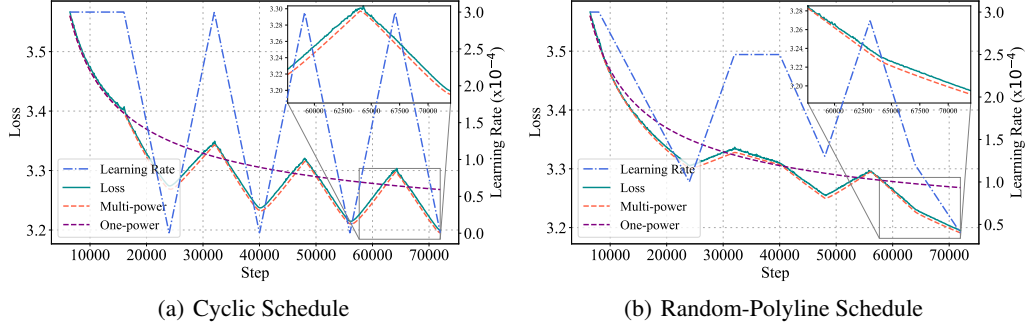 3.5
3.4
3.3
3.2
Loss
10000 20000 30000 40000 50000 60000 70000
Step
3.0
2.5
2.0
1.5
1.0
0.5
0.0
Learning Rate (x10⁻⁴)
Learning Rate
Loss
Multi-power
One-power
3.30
3.28
3.26
3.24
3.22
3.20
60000 62500 65000 67500 70000
(a) Cyclic Schedule
3.5
3.4
3.3
3.2
Loss
10000 20000 30000 40000 50000 60000 70000
Step
3.0
2.5
2.0
1.5
1.0
0.5
Learning Rate (x10⁻⁴)
Learning Rate
Loss
Multi-power
One-power
3.28
3.26
3.24
3.22
3.20
60000 62500 65000 67500 70000
(b) Random-Polyline Schedule